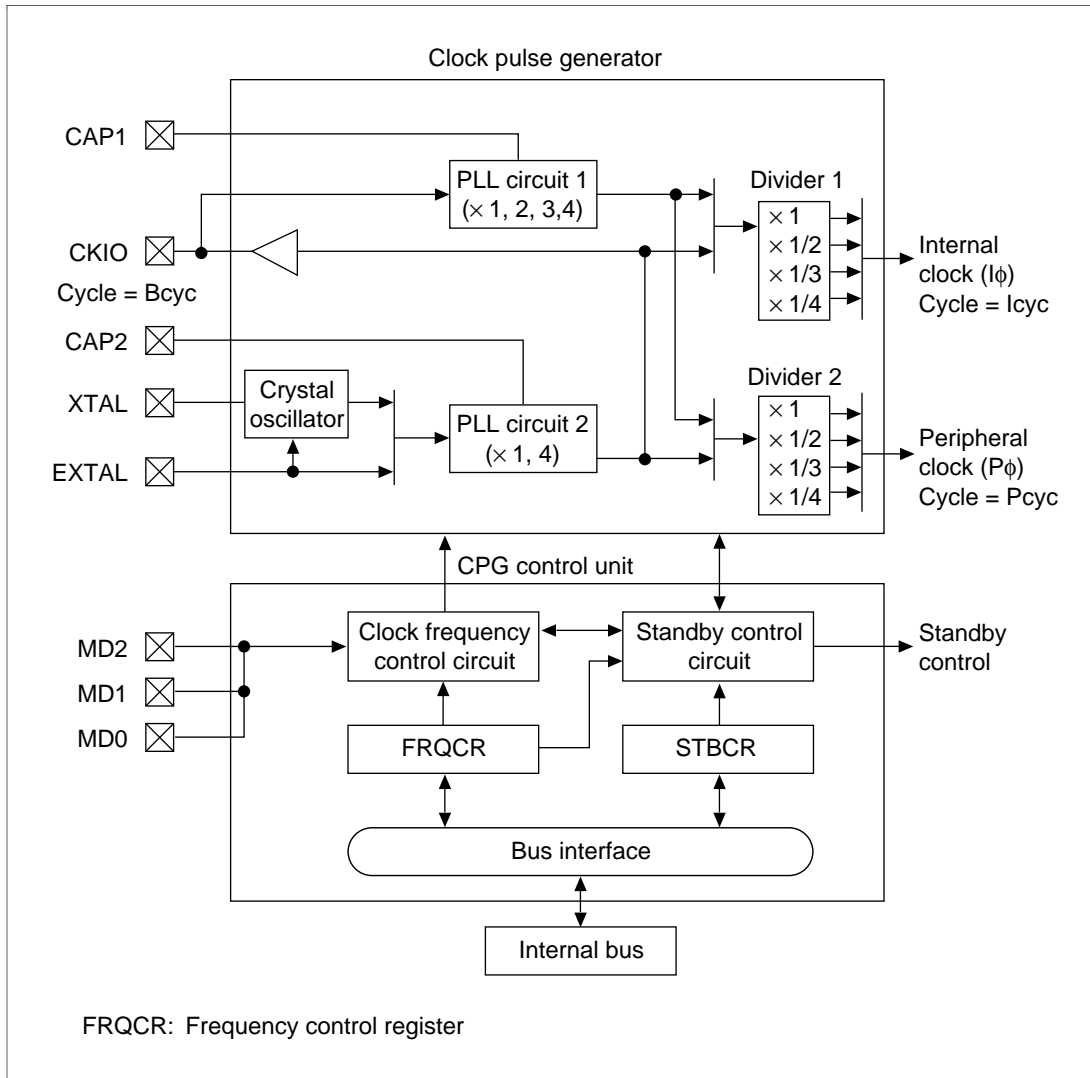 Clock pulse generator
CAP1
PLL circuit 1
(× 1, 2, 3,4)
Divider 1
× 1
× 1/2
× 1/3
× 1/4
CKIO
Cycle = Bcyc
Internal
clock (Iϕ)
Cycle = Icyc
CAP2
XTAL
Crystal
oscillator
EXTAL
PLL circuit 2
(× 1, 4)
Divider 2
× 1
× 1/2
× 1/3
× 1/4
Peripheral
clock (Pϕ)
Cycle = Pcyc
CPG control unit
MD2
MD1
MD0
Clock frequency
control circuit
Standby control
circuit
Standby
control
FRQCR
STBCR
Bus interface
Internal bus
FRQCR: Frequency control register